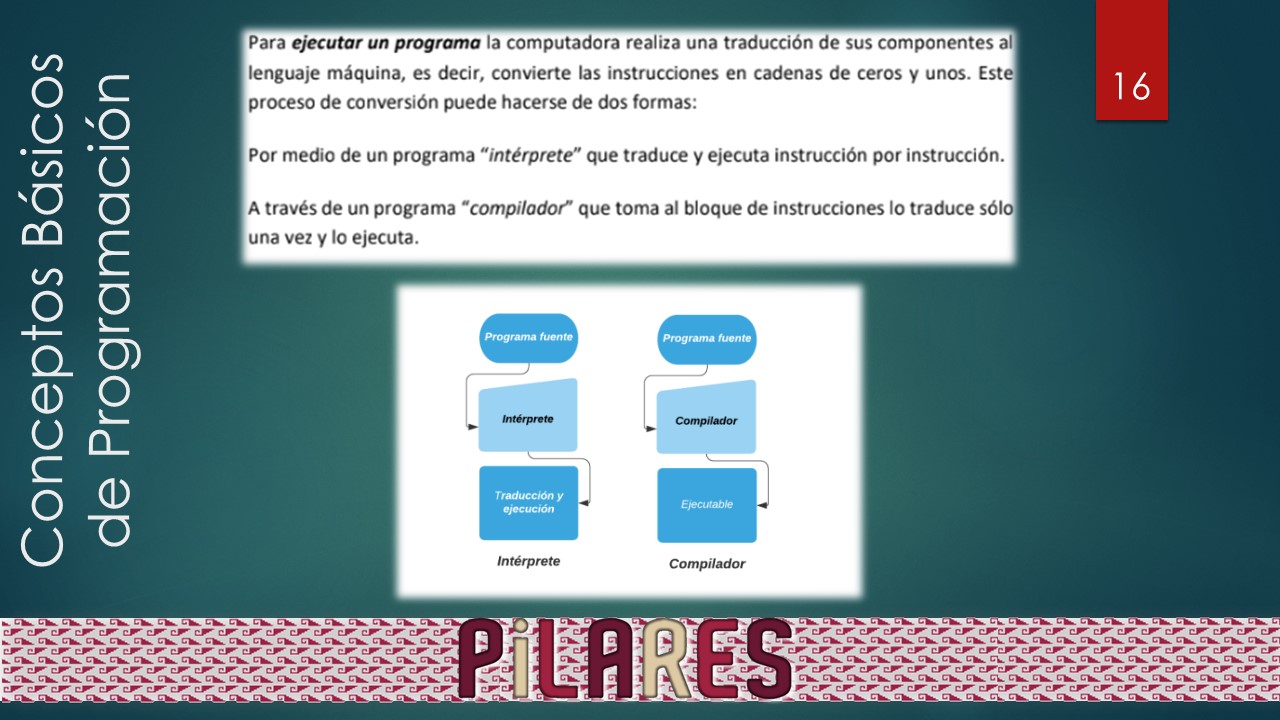 Conceptos Básicos
de Programación
Para ejecutar un programa la computadora realiza una traducción de sus componentes al
lenguaje máquina, es decir, convierte las instrucciones en cadenas de ceros y unos. Este
proceso de conversión puede hacerse de dos formas:
Por medio de un programa “intérprete” que traduce y ejecuta instrucción por instrucción.
A través de un programa “compilador” que toma al bloque de instrucciones lo traduce sólo
una vez y lo ejecuta.
16
Programa fuente
Intérprete
Traducción y
ejecución
Intérprete
Programa fuente
Compilador
Ejecutable
Compilador
PiLARES